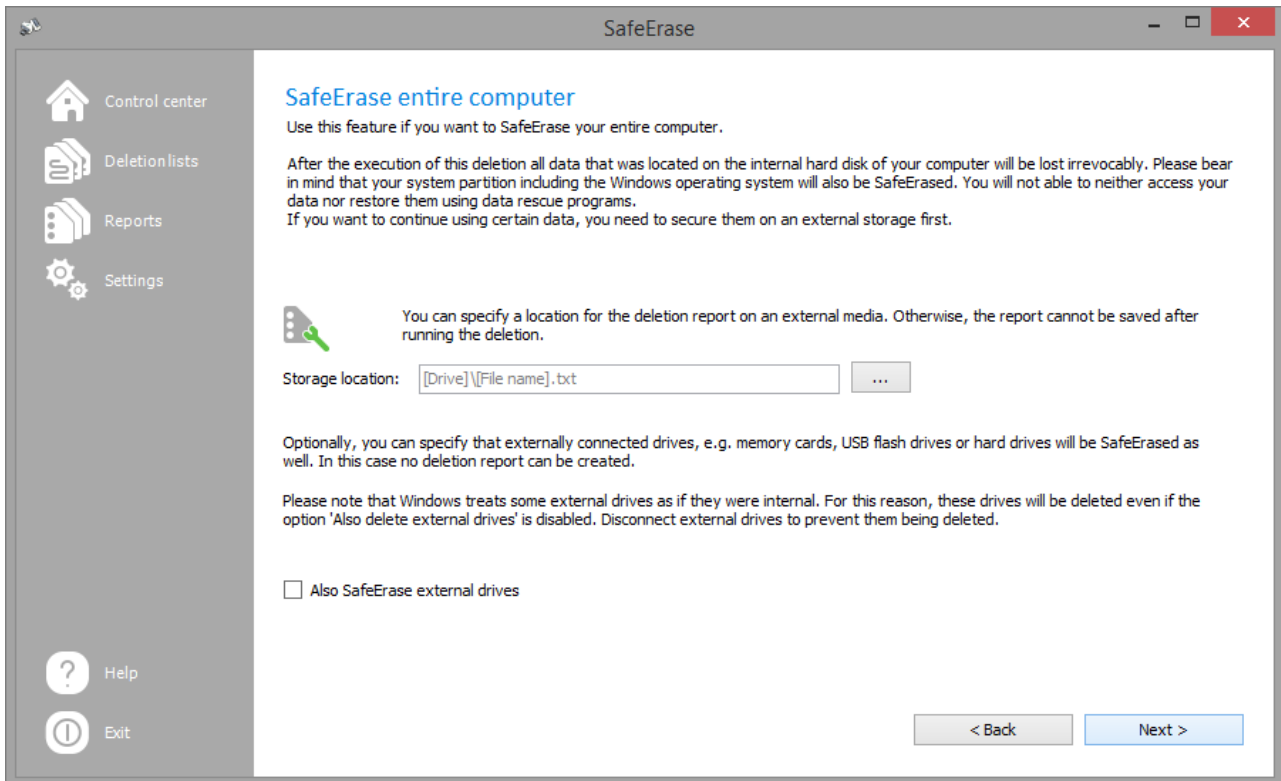 SafeErase
Control center
Deletion lists
Reports
Settings
SafeErase entire computer
Use this feature if you want to SafeErase your entire computer.
After the execution of this deletion all data that was located on the internal hard disk of your computer will be lost irrevocably. Please bear
in mind that your system partition including the Windows operating system will also be SafeErased. You will not able to neither access your
data nor restore them using data rescue programs.
If you want to continue using certain data, you need to secure them on an external storage first.
You can specify a location for the deletion report on an external media. Otherwise, the report cannot be saved after
running the deletion.
Storage location: [Drive]\[File name].txt ...
Optionally, you can specify that externally connected drives, e.g. memory cards, USB flash drives or hard drives will be SafeErased as
well. In this case no deletion report can be created.
Please note that Windows treats some external drives as if they were internal. For this reason, these drives will be deleted even if the
option 'Also delete external drives' is disabled. Disconnect external drives to prevent them being deleted.
Also SafeErase external drives
Help
Exit
< Back Next >